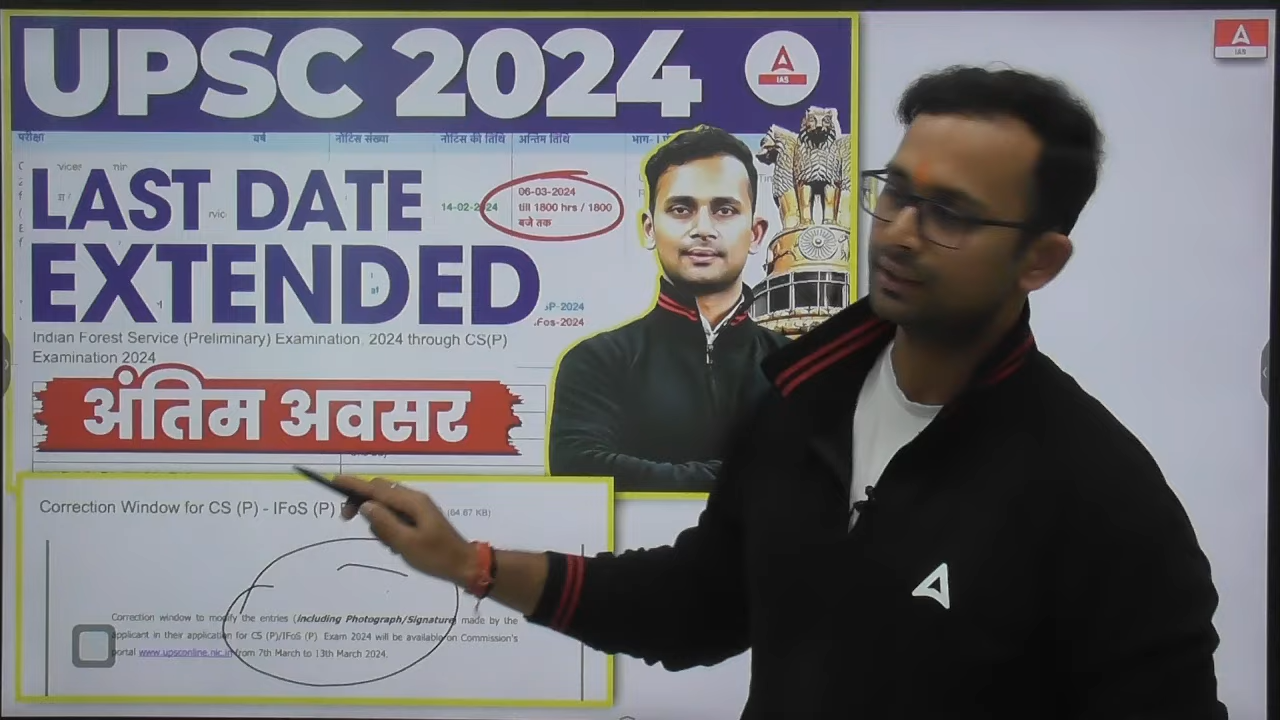 UPSC 2024
IAS
IAS
परीक्षा वर्ष नोटिस संख्या नोटिस की तिथि अन्तिम तिथि भाग- I
LAST DATE
14-02-2024
06-03-2024
till 1800 hrs / 1800
बजे तक
EXTENDED
-2024
-2024
Indian Forest Service (Preliminary) Examination, 2024 through CS(P)
Examination 2024
अंतिम अवसर
Correction Window for CS (P) - IFoS (P) (64.67 KB)
Correction window to modify the entries (including Photograph/Signature) made by the
applicant in their application for CS (P)/IFoS (P). Exam 2024 will be available on Commission's
portal www.upsconline.nic.in from 7th March to 13th March 2024.